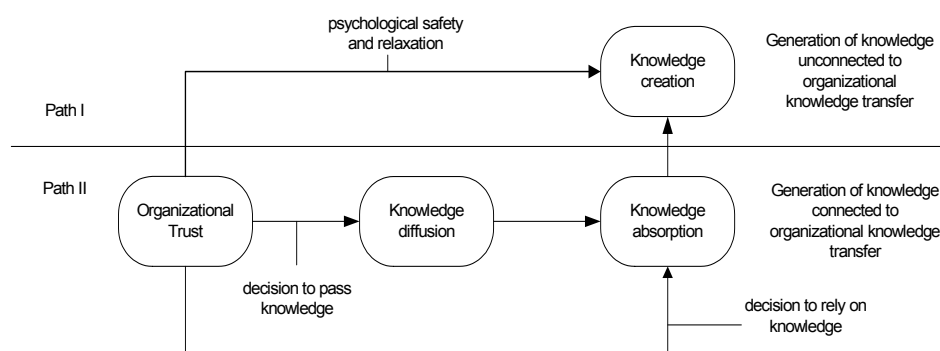 psychological safety
and relaxation
Knowledge
creation
Generation of knowledge
unconnected to
organizational
knowledge transfer
Path I
Path II
Organizational
Trust
Knowledge
diffusion
Knowledge
absorption
Generation of knowledge
connected to
organizational knowledge
transfer
decision to pass
knowledge
decision to rely on
knowledge